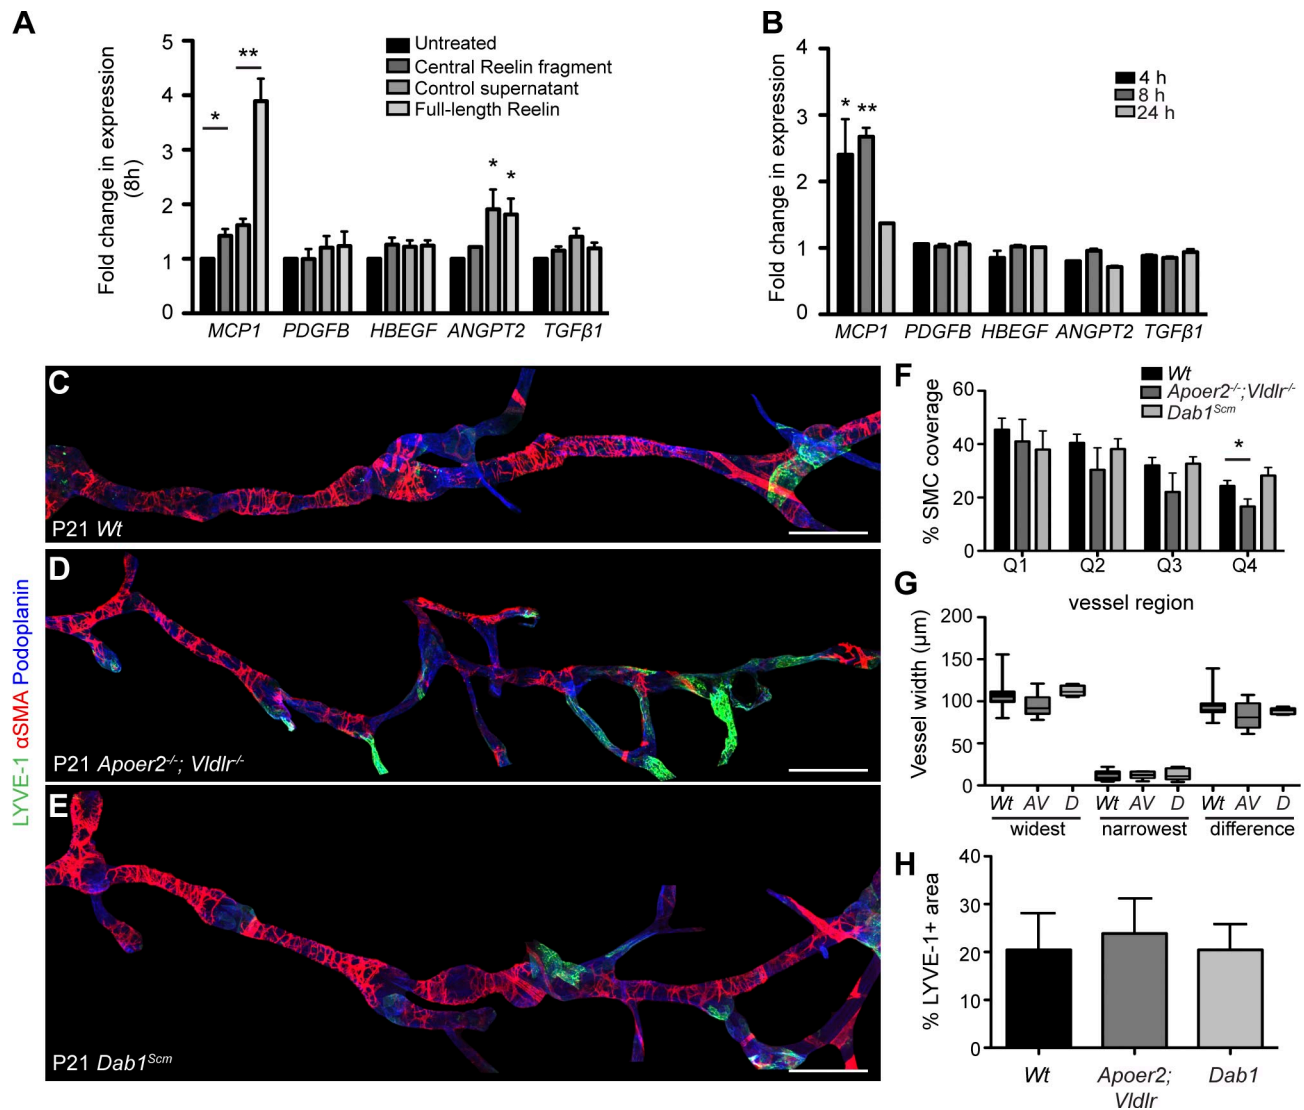 A
Fold change in expression
(8h)
5
4
3
2
1
0
*
**
*
*
Untreated
Central Reelin fragment
Control supernatant
Full-length Reelin
MCP1 PDGFB HBEGF ANGPT2 TGFβ1
B
Fold change in expression
4
3
2
1
0
*
**
4 h
8 h
24 h
MCP1 PDGFB HBEGF ANGPT2 TGFβ1
LYVE-1 αSMA Podoplanin
C
P21 Wt
D
P21 Apoer2-/-; Vldlr-/-
E
P21 Dab1Scm
F
% SMC coverage
60
40
20
0
Wt
Apoer2-/-;Vldlr-/-
Dab1Scm
*
Q1 Q2 Q3 Q4
vessel region
G
Vessel width (µm)
200
150
100
50
0
Wt AV D Wt AV D Wt AV D
widest narrowest difference
H
% LYVE-1+ area
40
30
20
10
0
Wt Apoer2; Dab1
Vldlr